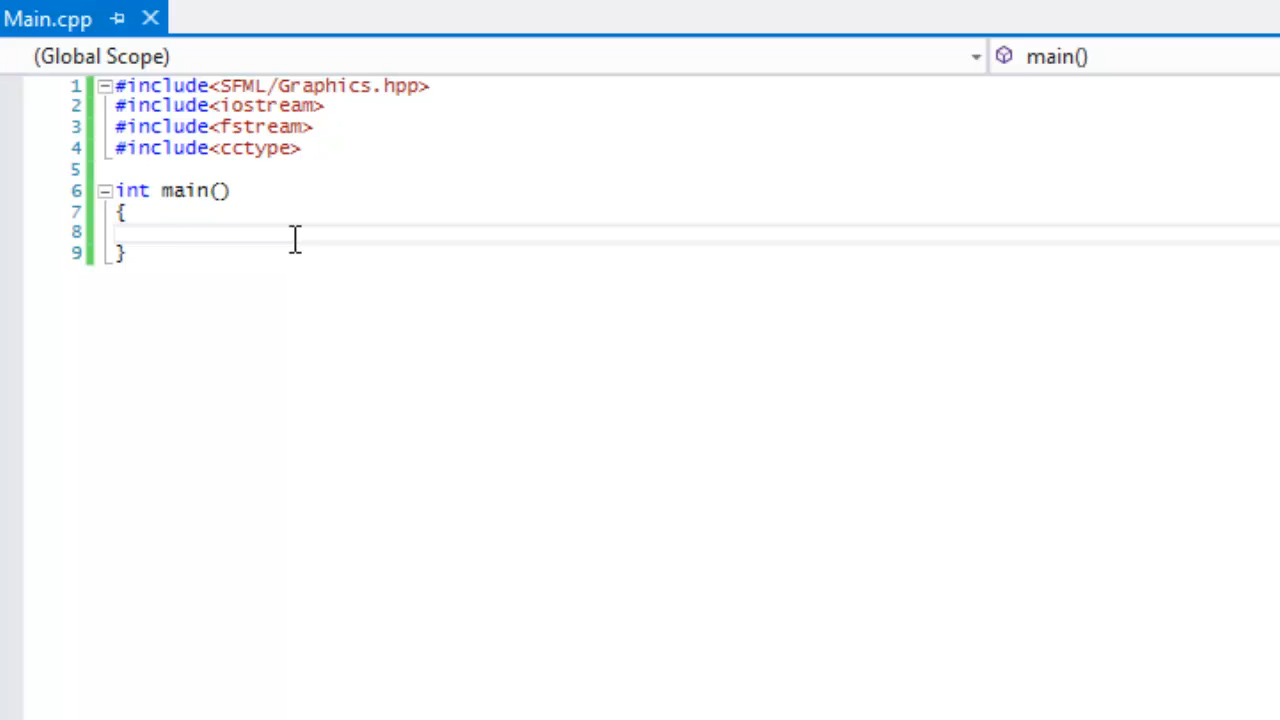 Main.cpp
(Global Scope) main()
1 #include<SFML/Graphics.hpp>
2 #include<iostream>
3 #include<fstream>
4 #include<cctype>
5
6 int main()
7 {
8
9 }